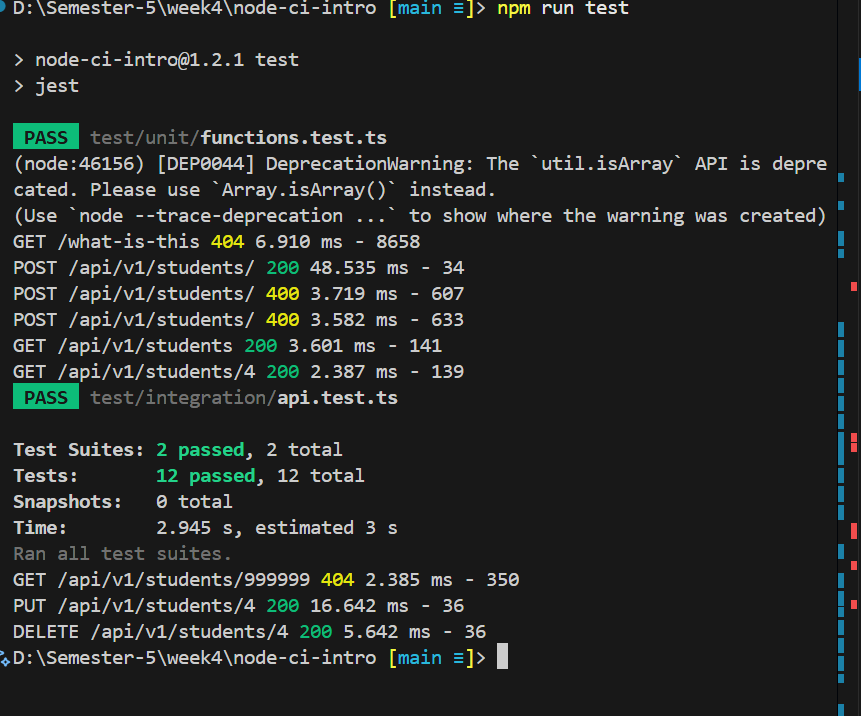 D:\Semester-5\week4\node-ci-intro [main ≡]> npm run test
> node-ci-intro@1.2.1 test
> jest
PASS test/unit/functions.test.ts
(node:46156) [DEP0044] DeprecationWarning: The `util.isArray` API is depre
cated. Please use `Array.isArray()` instead.
(Use `node --trace-deprecation ...` to show where the warning was created)
GET /what-is-this 404 6.910 ms - 8658
POST /api/v1/students/ 200 48.535 ms - 34
POST /api/v1/students/ 400 3.719 ms - 607
POST /api/v1/students/ 400 3.582 ms - 633
GET /api/v1/students 200 3.601 ms - 141
GET /api/v1/students/4 200 2.387 ms - 139
PASS test/integration/api.test.ts
Test Suites: 2 passed, 2 total
Tests: 12 passed, 12 total
Snapshots: 0 total
Time: 2.945 s, estimated 3 s
Ran all test suites.
GET /api/v1/students/999999 404 2.385 ms - 350
PUT /api/v1/students/4 200 16.642 ms - 36
DELETE /api/v1/students/4 200 5.642 ms - 36
D:\Semester-5\week4\node-ci-intro [main ≡]>